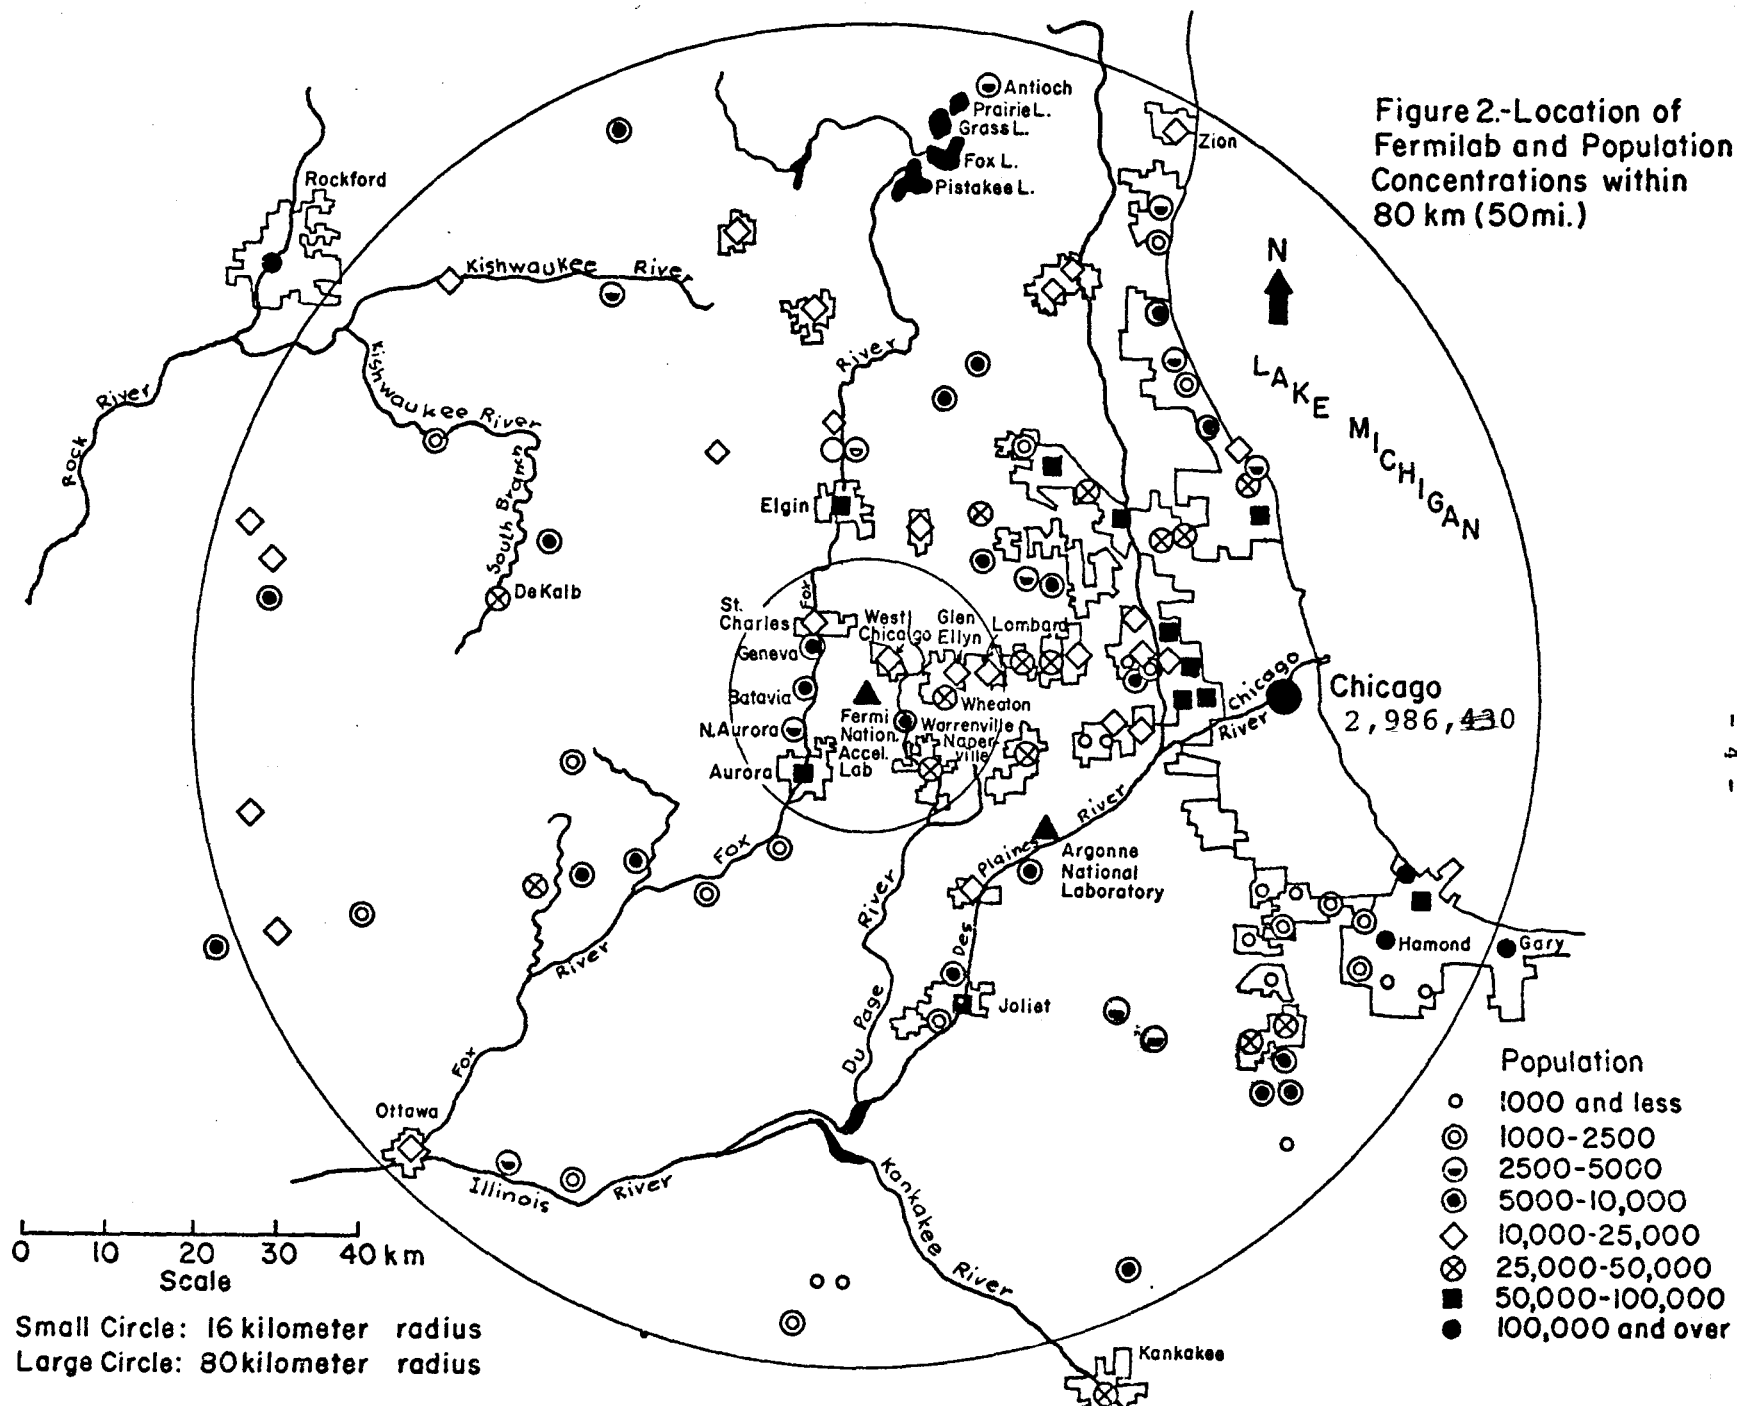 Figure 2.-Location of
Fermilab and Population
Concentrations within
80 km (50mi.)
N
LAKE MICHIGAN
Antioch
Prairie L.
Grass L.
Fox L.
Pistakee L.
Zion
Rockford
Kishwaukee River
Rock River
Kishwaukee River
South Branch
River
Elgin
DeKalb
Fox
St.
Charles
Geneva
Batavia
N.Aurora
Aurora
West
Chicago
Glen
Ellyn
Lombard
Wheaton
Warrenville
Naper-
ville
Fermi
Nation.
Accel.
Lab
Chicago
River
Chicago
2,986,430
- 4 -
Fox
River
Fox
Du Page River
Des Plaines River
Argonne
National
Laboratory
Joliet
Hamond
Gary
Ottawa
Illinois River
Kankakee River
Kankakee
Population
1000 and less
1000-2500
2500-5000
5000-10,000
10,000-25,000
25,000-50,000
50,000-100,000
100,000 and over
0 10 20 30 40 km
Scale
Small Circle: 16 kilometer radius
Large Circle: 80 kilometer radius